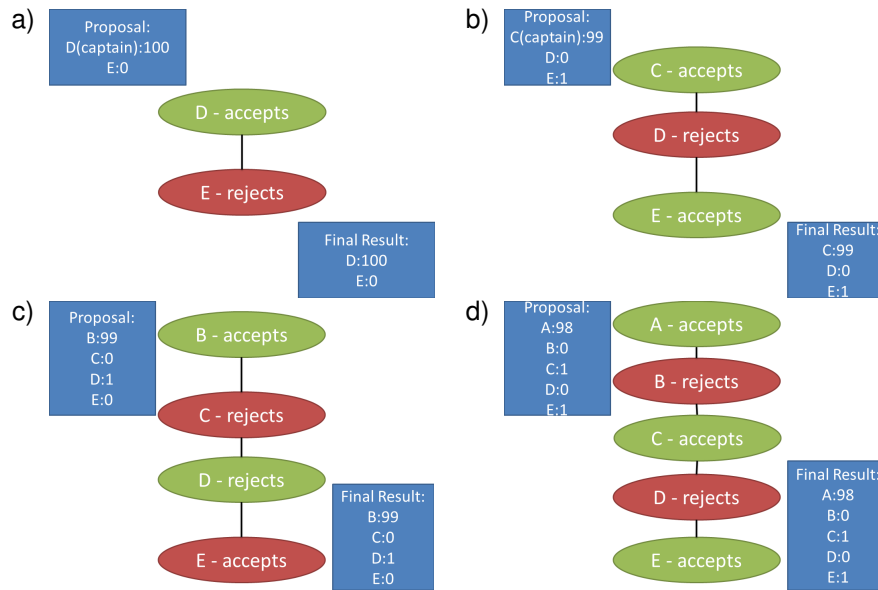 a)
Proposal:
D(captain):100
E:0
D - accepts
E - rejects
Final Result:
D:100
E:0
b)
Proposal:
C(captain):99
D:0
E:1
C - accepts
D - rejects
E - accepts
Final Result:
C:99
D:0
E:1
c)
Proposal:
B:99
C:0
D:1
E:0
B - accepts
C - rejects
D - rejects
E - accepts
Final Result:
B:99
C:0
D:1
E:0
d)
Proposal:
A:98
B:0
C:1
D:0
E:1
A - accepts
B - rejects
C - accepts
D - rejects
E - accepts
Final Result:
A:98
B:0
C:1
D:0
E:1